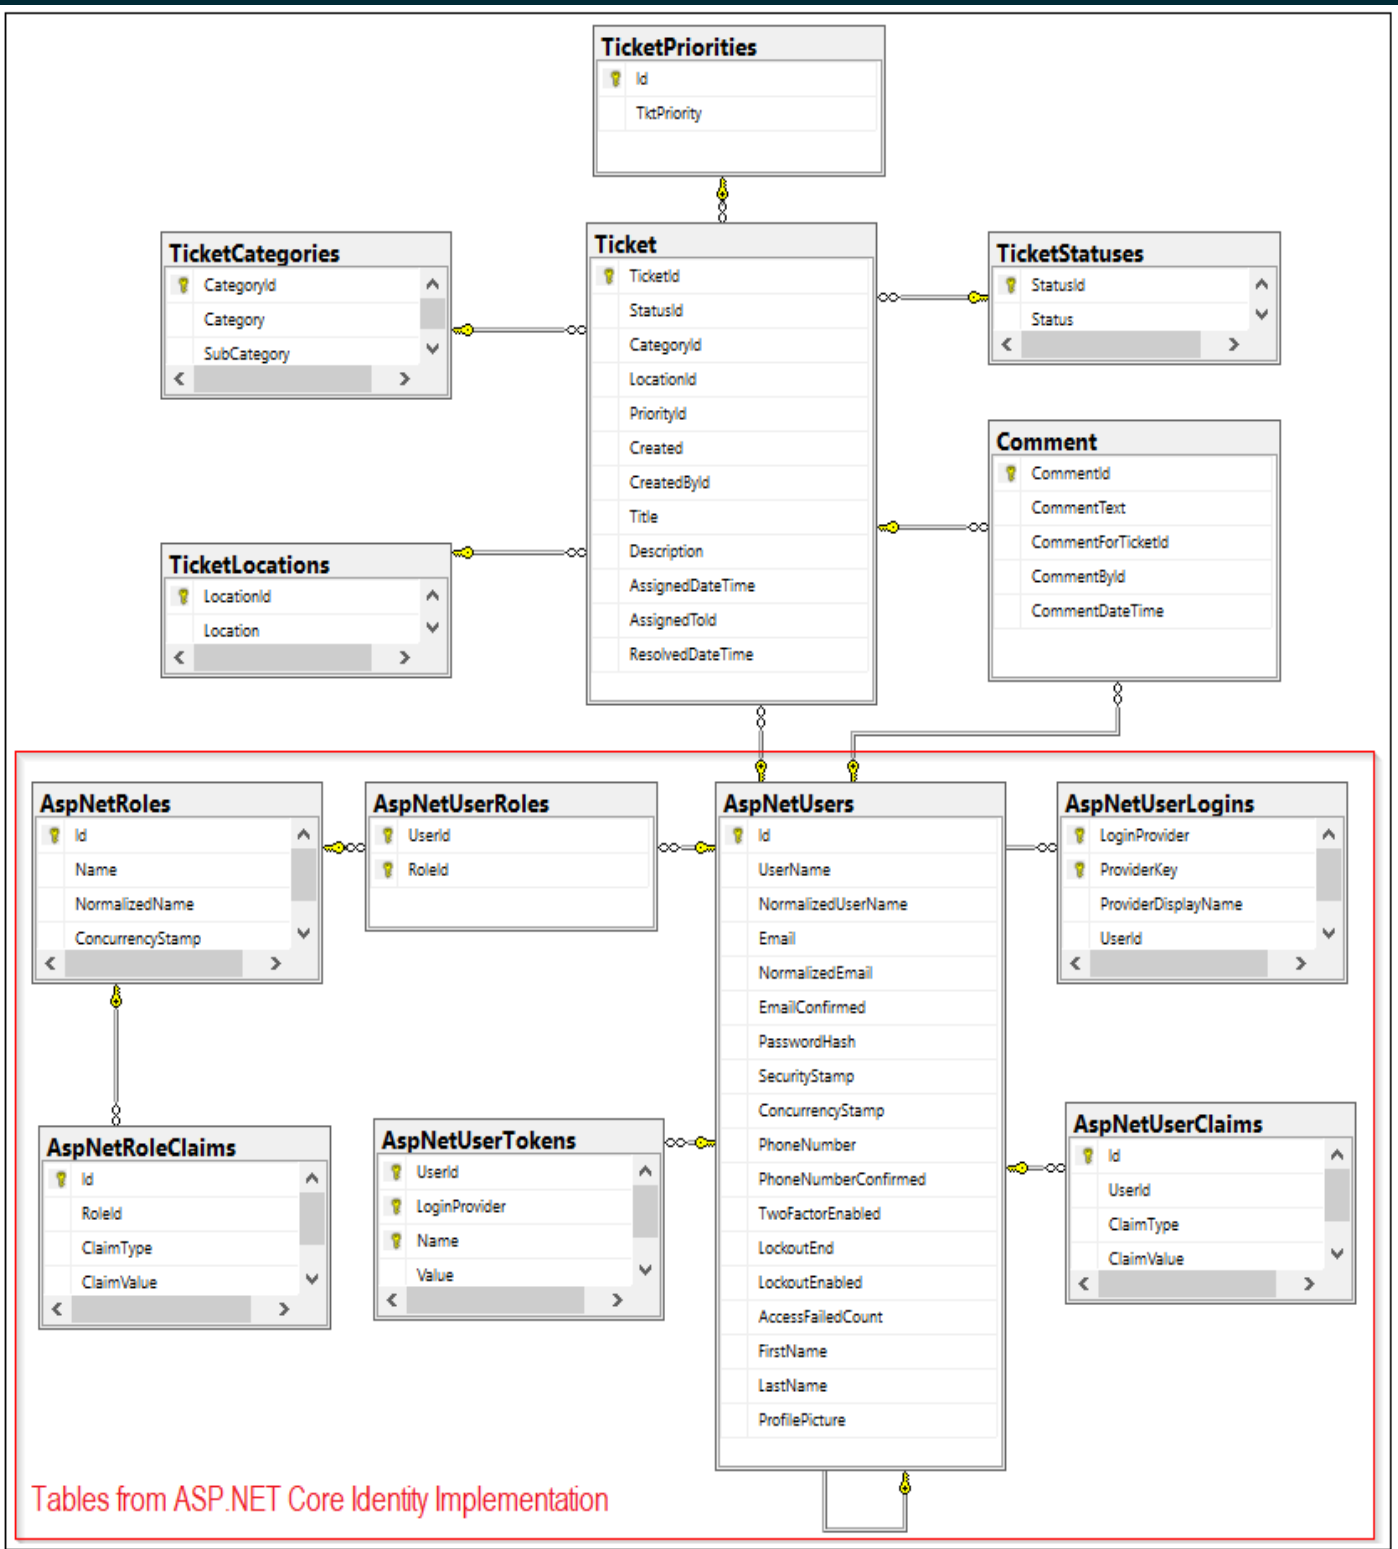 TicketPriorities
Id
TktPriority
TicketCategories
CategoryId
Category
SubCategory
Ticket
TicketId
StatusId
CategoryId
LocationId
PriorityId
Created
CreatedById
Title
Description
AssignedDateTime
AssignedToId
ResolvedDateTime
TicketStatuses
StatusId
Status
Comment
CommentId
CommentText
CommentForTicketId
CommentById
CommentDateTime
TicketLocations
LocationId
Location
AspNetRoles
Id
Name
NormalizedName
ConcurrencyStamp
AspNetUserRoles
UserId
RoleId
AspNetUsers
Id
UserName
NormalizedUserName
Email
NormalizedEmail
EmailConfirmed
PasswordHash
SecurityStamp
ConcurrencyStamp
PhoneNumber
PhoneNumberConfirmed
TwoFactorEnabled
LockoutEnd
LockoutEnabled
AccessFailedCount
FirstName
LastName
ProfilePicture
AspNetUserLogins
LoginProvider
ProviderKey
ProviderDisplayName
UserId
AspNetRoleClaims
Id
RoleId
ClaimType
ClaimValue
AspNetUserTokens
UserId
LoginProvider
Name
Value
AspNetUserClaims
Id
UserId
ClaimType
ClaimValue
Tables from ASP.NET Core Identity Implementation